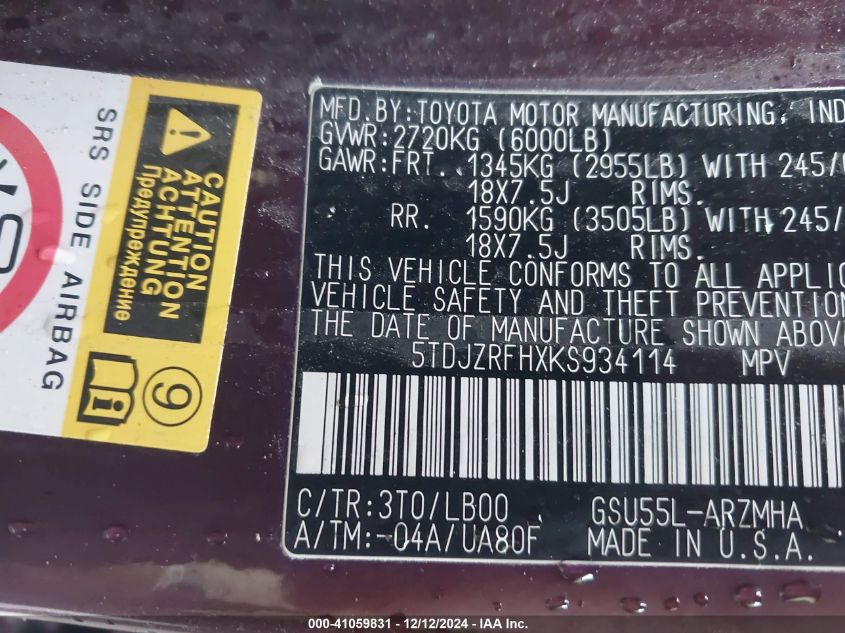 SRS SIDE AIRBAG
CAUTION
ATTENTION
ACHTUNG
Предупреждение
9
MFD.BY:TOYOTA MOTOR MANUFACTURING, IND
GVWR:2720KG (6000LB)
GAWR:FRT. 1345KG (2955LB) WITH 245/
18X7.5J RIMS.
RR. 1590KG (3505LB) WITH 245/
18X7.5J RIMS.
THIS VEHICLE CONFORMS TO ALL APPLIC
VEHICLE SAFETY AND THEFT PREVENTION
THE DATE OF MANUFACTURE SHOWN ABOVE
5TDJZRFHXKS934114 MPV
C/TR:3T0/LB00 GSU55L-ARZMHA
A/TM:-04A/UA80F MADE IN U.S.A.
000-41059831 - 12/12/2024 - IAA Inc.